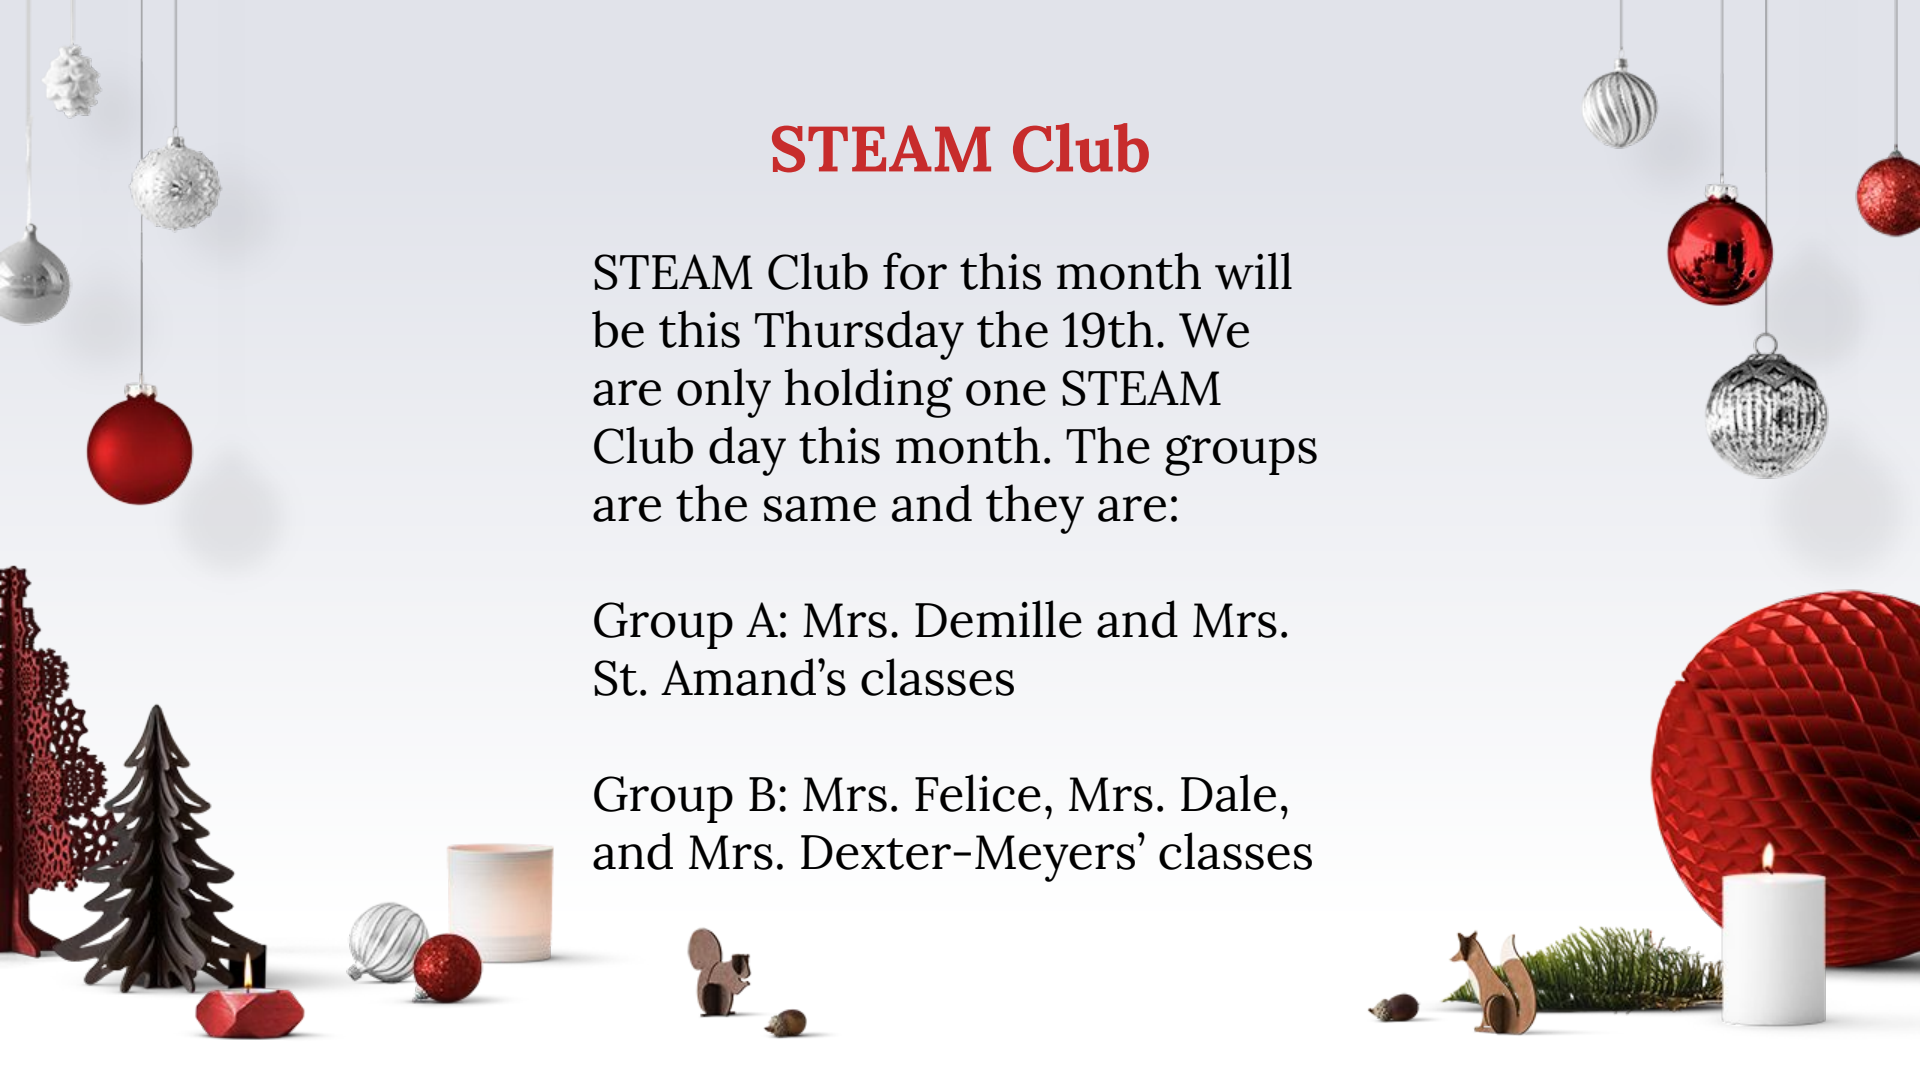 STEAM Club
STEAM Club for this month will
be this Thursday the 19th. We
are only holding one STEAM
Club day this month. The groups
are the same and they are:
Group A: Mrs. Demille and Mrs.
St. Amand’s classes
Group B: Mrs. Felice, Mrs. Dale,
and Mrs. Dexter-Meyers’ classes